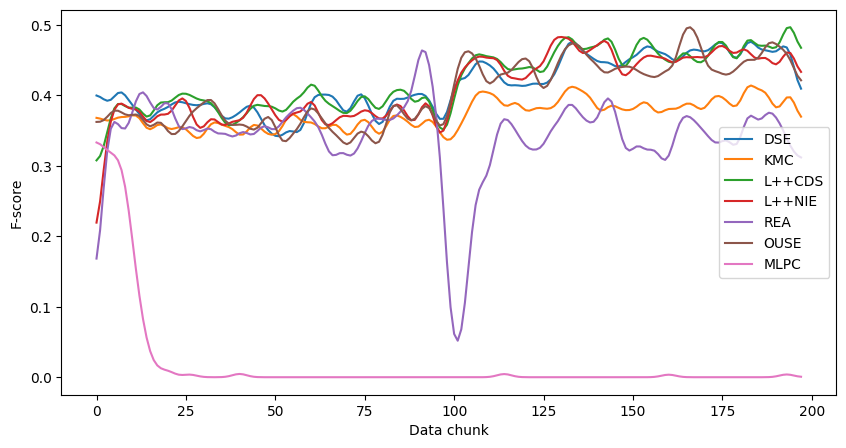 0.5
0.4
0.3
0.2
0.1
0.0
F-score
0 25 50 75 100 125 150 175 200
Data chunk
DSE
KMC
L++CDS
L++NIE
REA
OUSE
MLPC